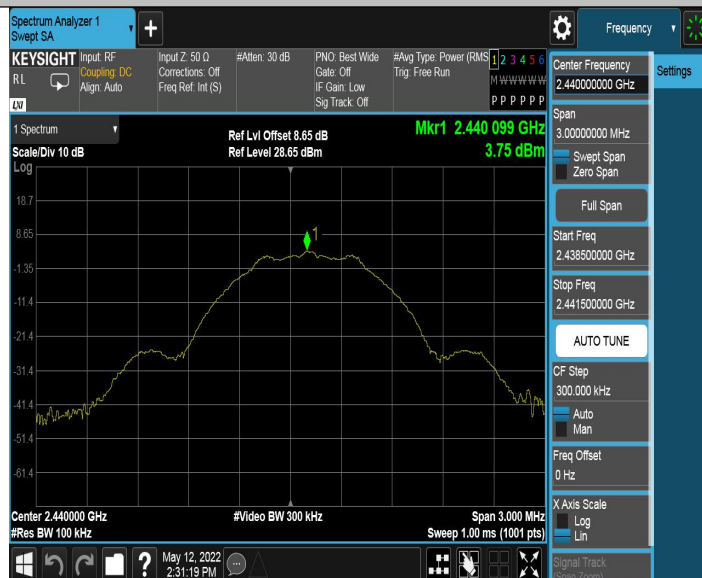 Spectrum Analyzer 1
Swept SA
Frequency
KEYSIGHT
RL
LXI
Input: RF
Coupling: DC
Align: Auto
Input Z: 50 Ω
Corrections: Off
Freq Ref: Int (S)
#Atten: 30 dB
PNO: Best Wide
Gate: Off
IF Gain: Low
Sig Track: Off
#Avg Type: Power (RMS
Trig: Free Run
1 2 3 4 5 6
M W W W W W
P P P P P P
1 Spectrum
Scale/Div 10 dB
Log
Ref Lvl Offset 8.65 dB
Ref Level 28.65 dBm
Mkr1 2.440 099 GHz
3.75 dBm
18.7
8.65
-1.35
-11.4
-21.4
-31.4
-41.4
-51.4
-61.4
1
Center 2.440000 GHz
#Res BW 100 kHz
#Video BW 300 kHz
Span 3.000 MHz
Sweep 1.00 ms (1001 pts)
May 12, 2022
2:31:19 PM
Center Frequency
2.440000000 GHz
Span
3.00000000 MHz
Swept Span
Zero Span
Full Span
Start Freq
2.438500000 GHz
Stop Freq
2.441500000 GHz
AUTO TUNE
CF Step
300.000 kHz
Auto
Man
Freq Offset
0 Hz
X Axis Scale
Log
Lin
Signal Track
(Span Zoom)
Settings